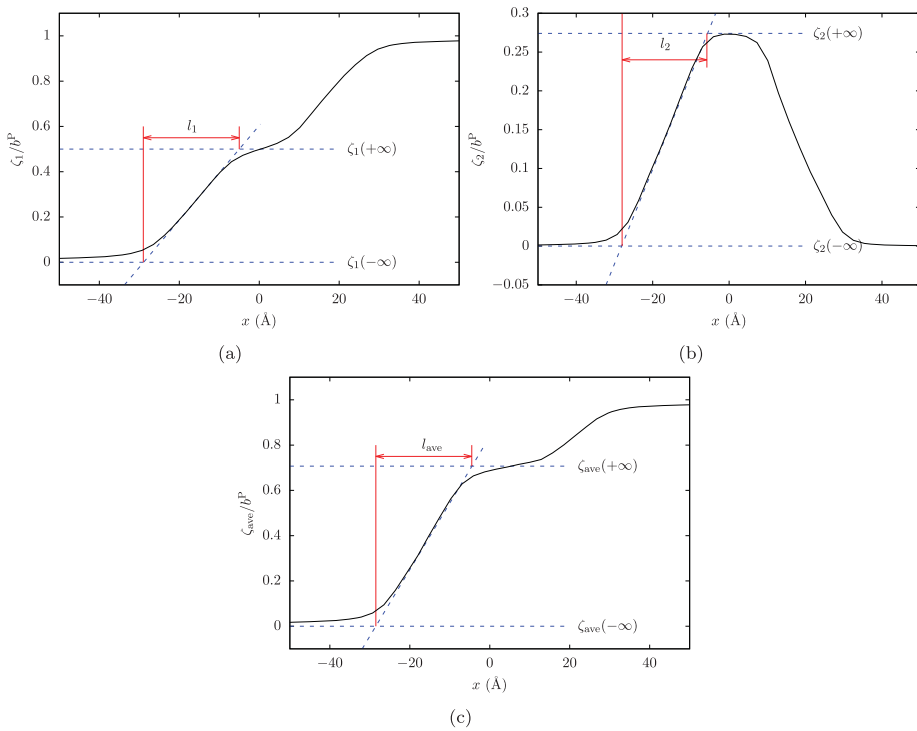 1
0.8
0.6
0.4
0.2
0
ζ₁/bᴾ
l₁
ζ₁(+∞)
ζ₁(−∞)
−40 −20 0 20 40
x (Å)
(a)
0.3
0.25
0.2
0.15
0.1
0.05
0
−0.05
ζ₂/bᴾ
l₂
ζ₂(+∞)
ζ₂(−∞)
−40 −20 0 20 40
x (Å)
(b)
1
0.8
0.6
0.4
0.2
0
ζave/bᴾ
lave
ζave(+∞)
ζave(−∞)
−40 −20 0 20 40
x (Å)
(c)